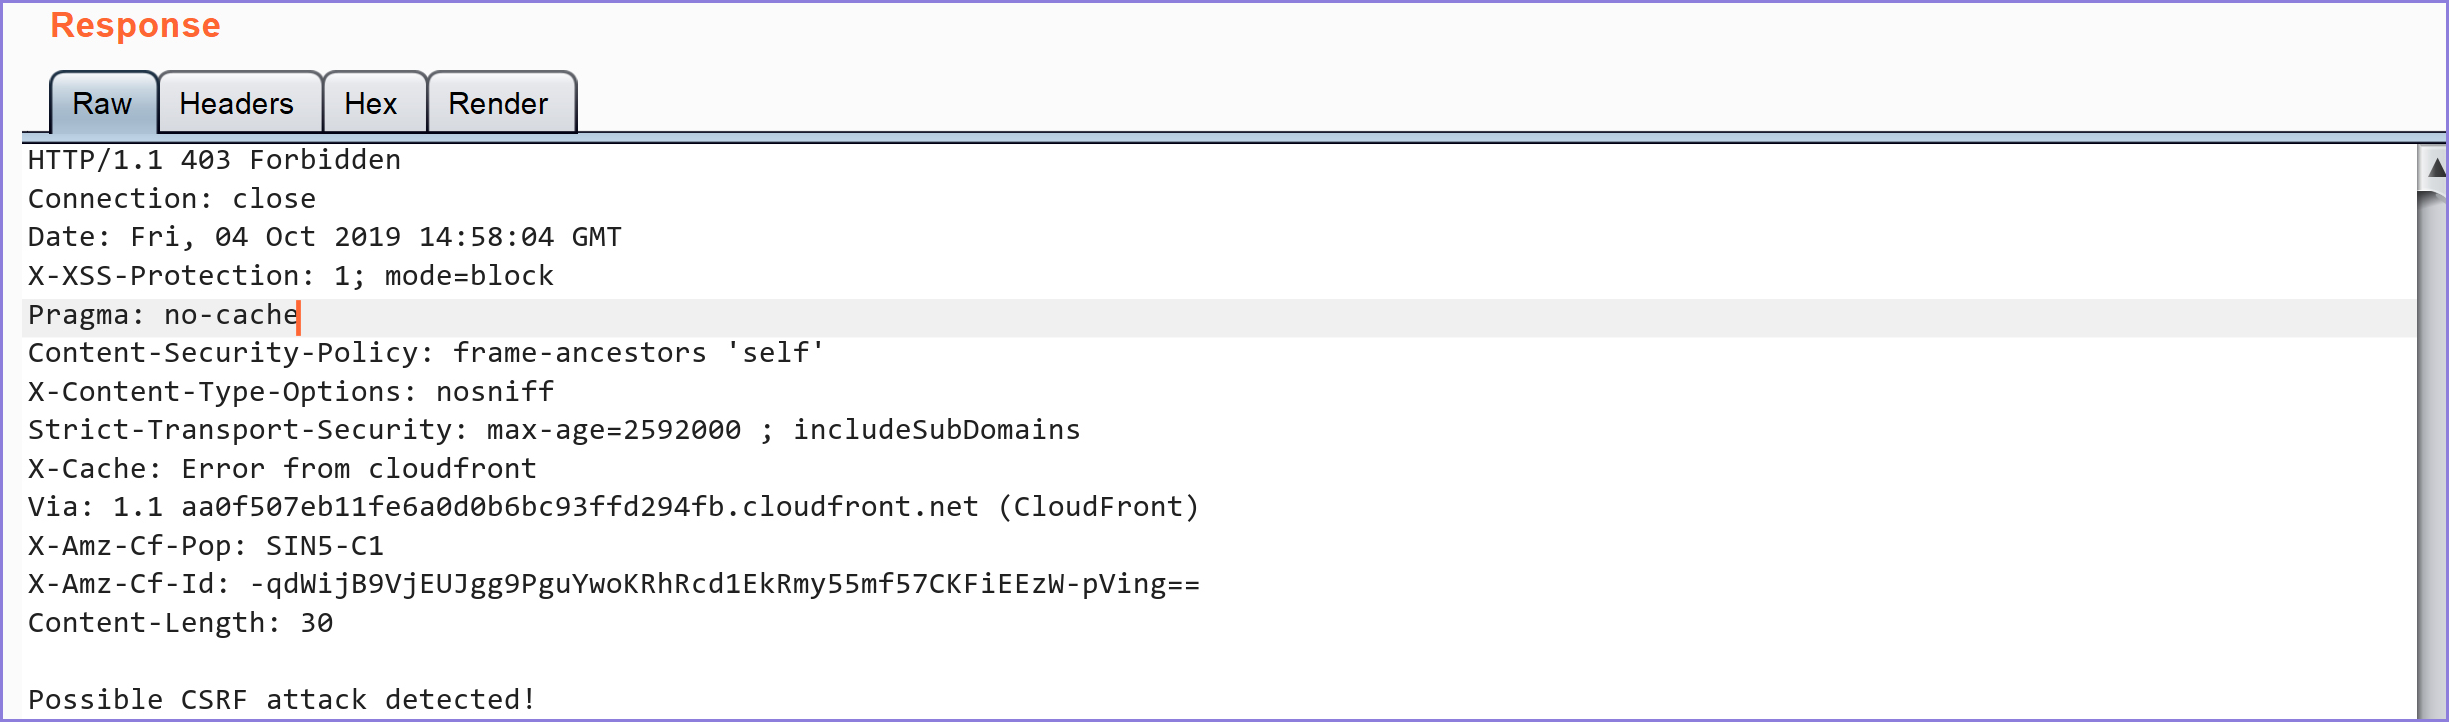 Response
Raw Headers Hex Render
HTTP/1.1 403 Forbidden
Connection: close
Date: Fri, 04 Oct 2019 14:58:04 GMT
X-XSS-Protection: 1; mode=block
Pragma: no-cache
Content-Security-Policy: frame-ancestors 'self'
X-Content-Type-Options: nosniff
Strict-Transport-Security: max-age=2592000 ; includeSubDomains
X-Cache: Error from cloudfront
Via: 1.1 aa0f507eb11fe6a0d0b6bc93ffd294fb.cloudfront.net (CloudFront)
X-Amz-Cf-Pop: SIN5-C1
X-Amz-Cf-Id: -qdWijB9VjEUJgg9PguYwoKRhRcd1EkRmy55mf57CKFiEEzW-pVing==
Content-Length: 30
Possible CSRF attack detected!